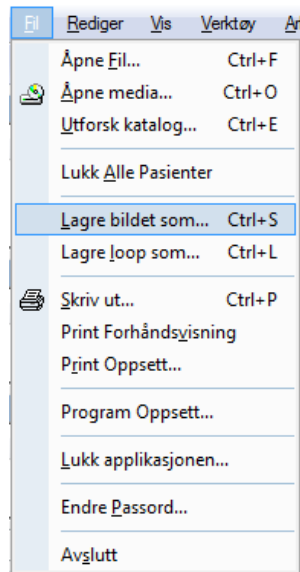 Fil Rediger Vis Verktøy
Åpne Fil... Ctrl+F
Åpne media... Ctrl+O
Utforsk katalog... Ctrl+E
Lukk Alle Pasienter
Lagre bildet som... Ctrl+S
Lagre loop som... Ctrl+L
Skriv ut... Ctrl+P
Print Forhåndsvisning
Print Oppsett...
Program Oppsett...
Lukk applikasjonen...
Endre Passord...
Avslutt